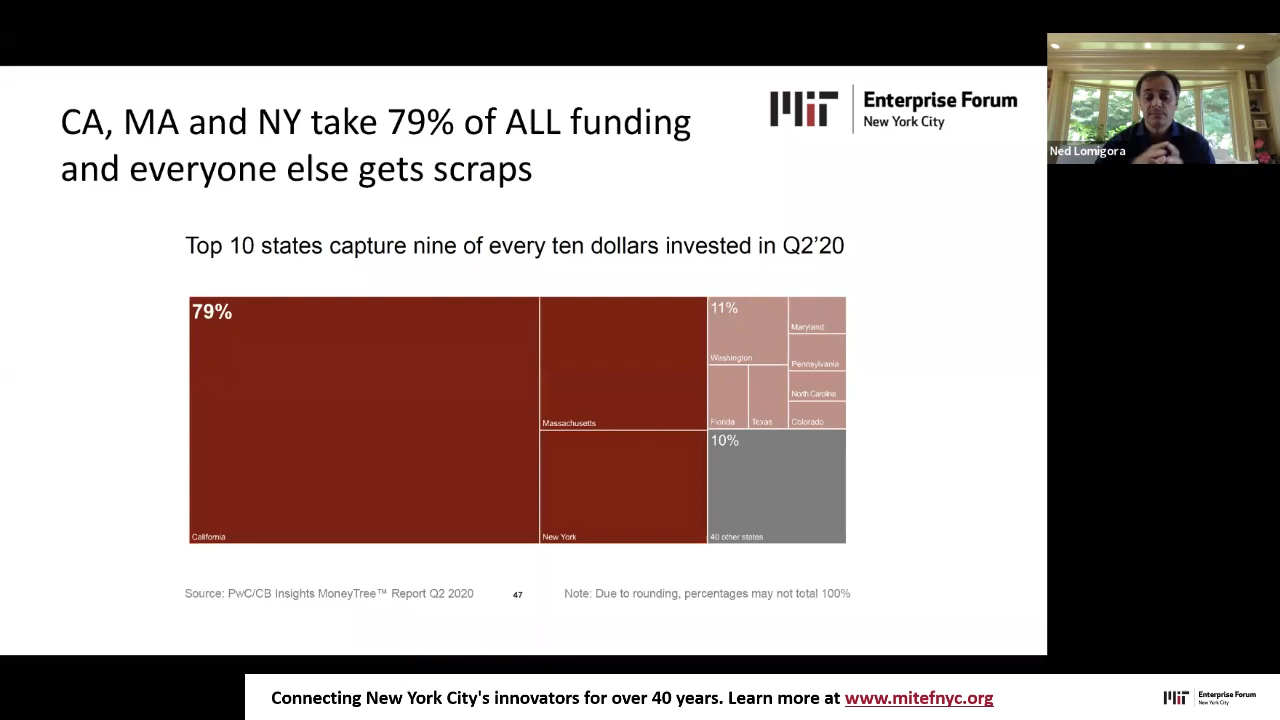 CA, MA and NY take 79% of ALL funding
and everyone else gets scraps
MIT
Enterprise Forum
New York City
Ned Lomigora
Top 10 states capture nine of every ten dollars invested in Q2'20
79%
California
Massachusetts
New York
11%
Washington
Florida
Texas
Maryland
Pennsylvania
North Carolina
Colorado
10%
40 other states
Source: PwC/CB Insights MoneyTree™ Report Q2 2020
47
Note: Due to rounding, percentages may not total 100%
Connecting New York City's innovators for over 40 years. Learn more at www.mitefnyc.org
MIT
Enterprise Forum
New York City